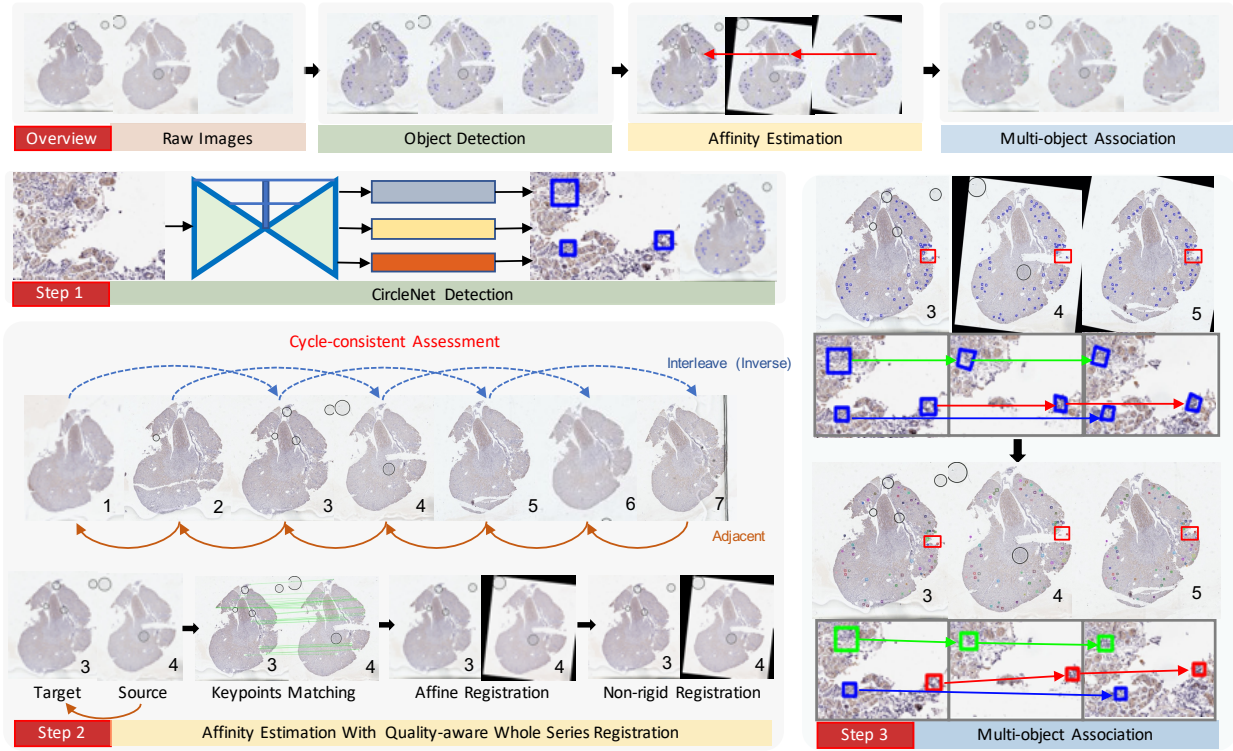 Overview
Raw Images
Object Detection
Affinity Estimation
Multi-object Association
Step 1
CircleNet Detection
Cycle-consistent Assessment
Interleave (Inverse)
1
2
3
4
5
6
7
Adjacent
3
4
3
4
3
4
3
4
Target
Source
Keypoints Matching
Affine Registration
Non-rigid Registration
Step 2
Affinity Estimation With Quality-aware Whole Series Registration
3
4
5
3
4
5
Step 3
Multi-object Association